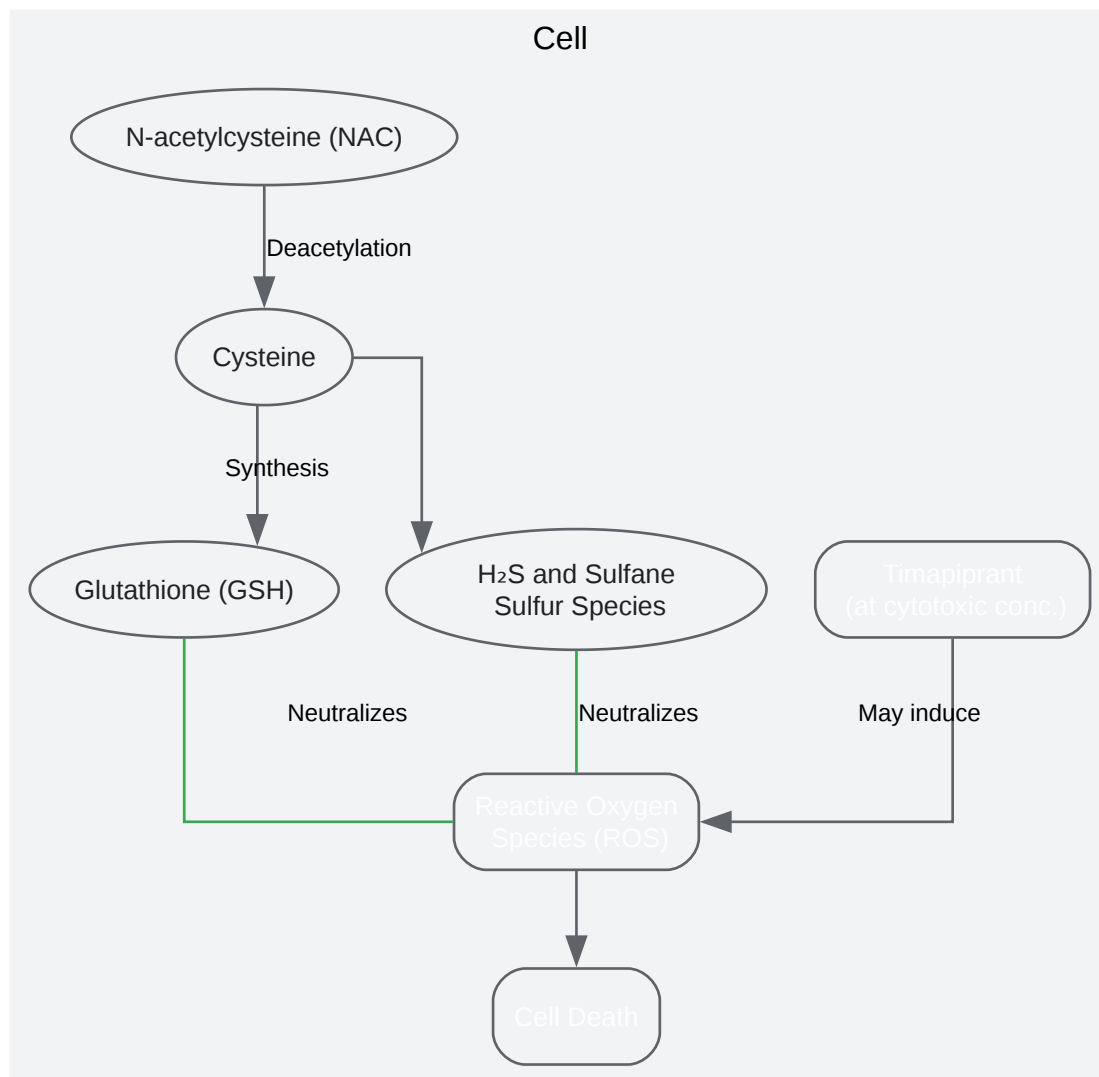 Cell
N-acetylcysteine (NAC)
Deacetylation
Cysteine
Synthesis
Glutathione (GSH)
H₂S and Sulfane
Sulfur Species
Timapiprant
(at cytotoxic conc.)
Neutralizes
Neutralizes
May induce
Reactive Oxygen
Species (ROS)
Cell Death